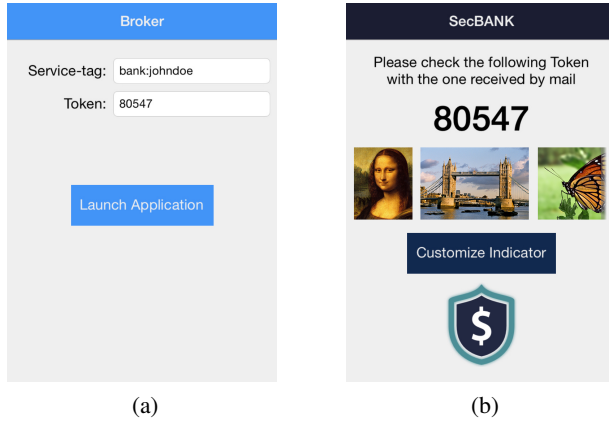 Broker
Service-tag: bank:johndoe
Token: 80547
Launch Application
(a)
SecBANK
Please check the following Token
with the one received by mail
80547
Customize Indicator
$
(b)